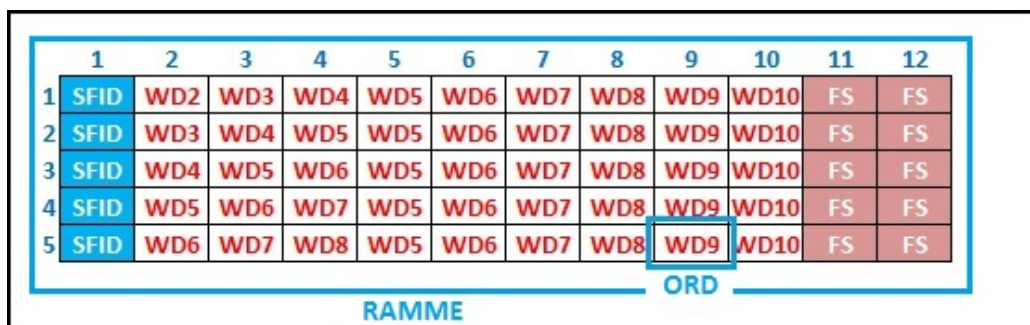 1 2 3 4 5 6 7 8 9 10 11 12
1 SFID WD2 WD3 WD4 WD5 WD6 WD7 WD8 WD9 WD10 FS FS
2 SFID WD3 WD4 WD5 WD5 WD6 WD7 WD8 WD9 WD10 FS FS
3 SFID WD4 WD5 WD6 WD5 WD6 WD7 WD8 WD9 WD10 FS FS
4 SFID WD5 WD6 WD7 WD5 WD6 WD7 WD8 WD9 WD10 FS FS
5 SFID WD6 WD7 WD8 WD5 WD6 WD7 WD8 WD9 WD10 FS FS
ORD
RAMME